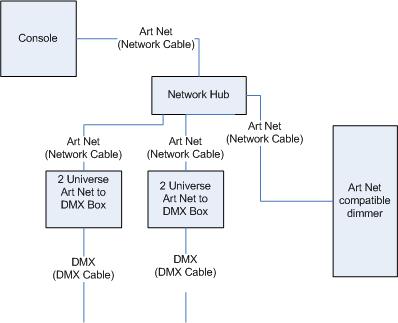 Console
Art Net
(Network Cable)
Network Hub
Art Net
(Network Cable)
Art Net
(Network Cable)
Art Net
(Network Cable)
2 Universe
Art Net to
DMX Box
2 Universe
Art Net to
DMX Box
Art Net
compatible
dimmer
DMX
(DMX Cable)
DMX
(DMX Cable)